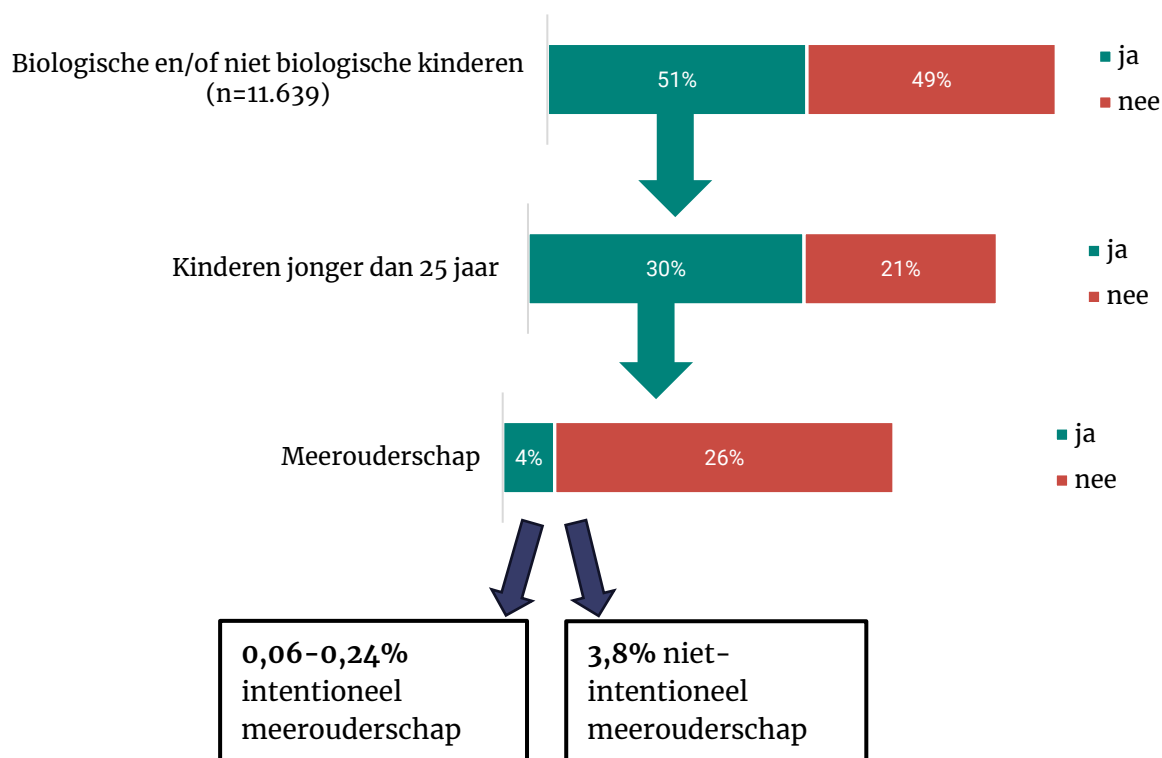 Biologische en/of niet biologische kinderen
(n=11.639)
51%
49%
ja
nee
Kinderen jonger dan 25 jaar
30%
21%
ja
nee
Meerouderschap
4%
26%
ja
nee
0,06-0,24%
intentioneel
meerouderschap
3,8% niet-
intentioneel
meerouderschap